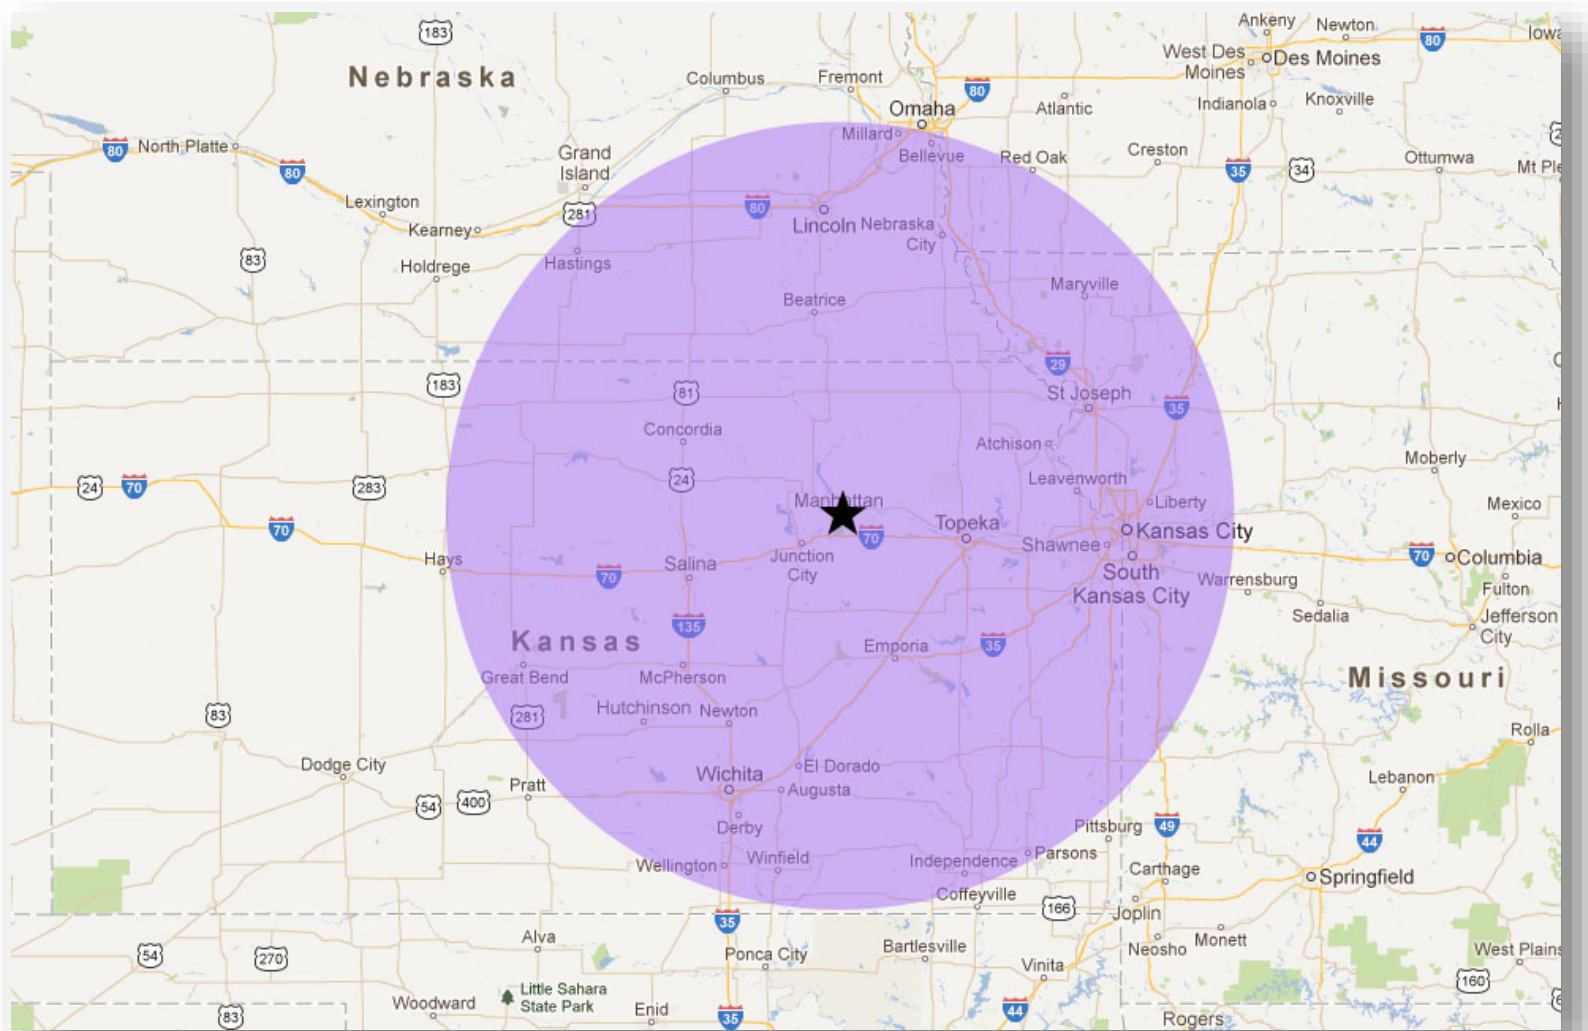 Ankeny
Newton
183
80
Iowa
West Des
Moines
Des Moines
Nebraska
Columbus
Fremont
80
Atlantic
Indianola
Knoxville
Omaha
Millard
Bellevue
Red Oak
Creston
35
34
Ottumwa
Mt Ple
80
North Platte
80
Grand
Island
Lexington
281
80
Lincoln
Nebraska
City
Kearney
83
Holdrege
Hastings
Beatrice
Maryville
183
81
29
St Joseph
35
Concordia
Atchison
Moberly
24
70
283
24
Leavenworth
Manhattan
Liberty
Mexico
70
Topeka
70
Kansas City
Shawnee
Hays
70
Salina
Junction
City
South
Kansas City
Warrensburg
70
Columbia
Fulton
Sedalia
Jefferson
City
135
Kansas
Emporia
35
Great Bend
McPherson
Missouri
83
281
Hutchinson
Newton
Rolla
Dodge City
Wichita
El Dorado
Lebanon
Pratt
54
400
Augusta
Derby
Pittsburg
49
44
Wellington
Winfield
Independence
Parsons
Carthage
Springfield
Coffeyville
166
Joplin
35
Alva
Bartlesville
Neosho
Monett
West Plains
54
270
Ponca City
Vinita
160
Little Sahara
State Park
Woodward
Enid
83
35
44
Rogers